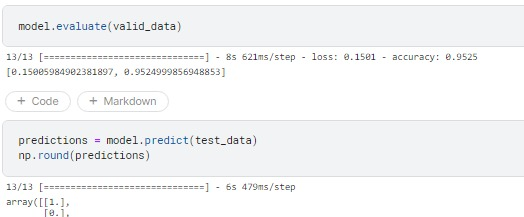 model.evaluate(valid_data)
13/13 [==============================] - 8s 621ms/step - loss: 0.1501 - accuracy: 0.9525
[0.15005984902381897, 0.9524999856948853]
+ Code + Markdown
predictions = model.predict(test_data)
np.round(predictions)
13/13 [==============================] - 6s 479ms/step
array([[1.],
[0.],